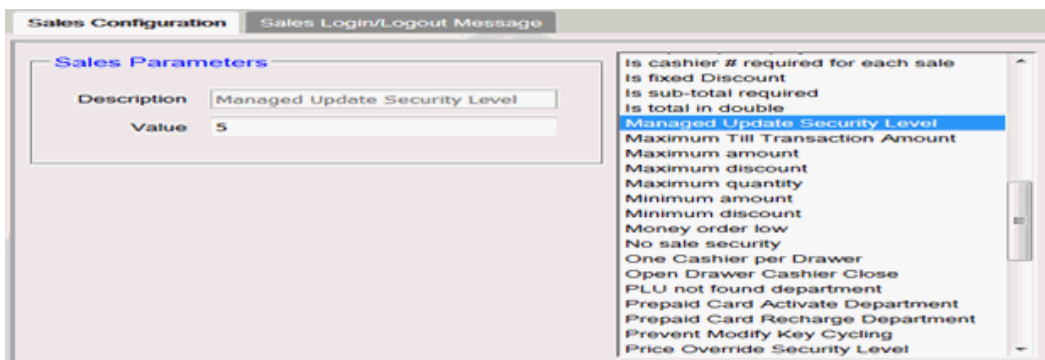 Sales Configuration Sales Login/Logout Message
Sales Parameters
Description Managed Update Security Level
Value 5
Is cashier # required for each sale
Is fixed Discount
Is sub-total required
Is total in double
Managed Update Security Level
Maximum Till Transaction Amount
Maximum amount
Maximum discount
Maximum quantity
Minimum amount
Minimum discount
Money order low
No sale security
One Cashier per Drawer
Open Drawer Cashier Close
PLU not found department
Prepaid Card Activate Department
Prepaid Card Recharge Department
Prevent Modify Key Cycling
Price Override Security Level